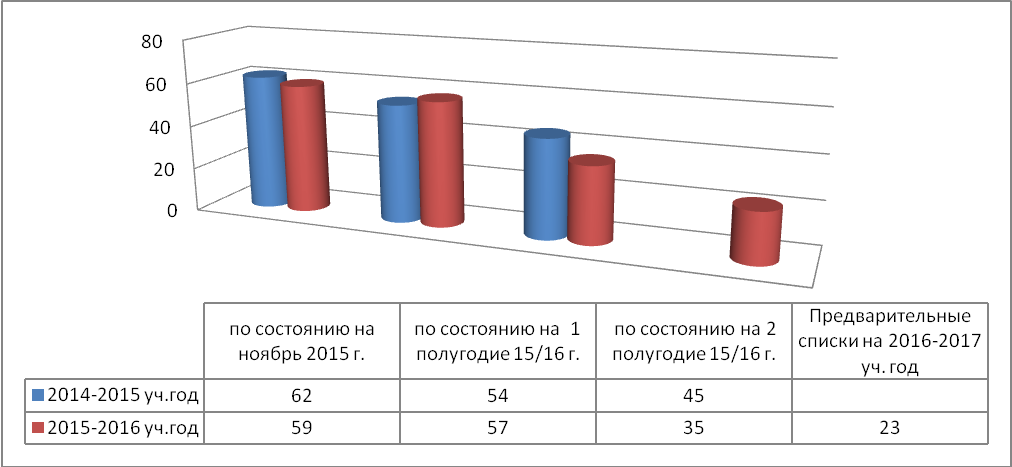 80
60
40
20
0
по состоянию на
ноябрь 2015 г.
по состоянию на 1
полугодие 15/16 г.
по состоянию на 2
полугодие 15/16 г.
Предварительные
списки на 2016-2017
уч. год
2014-2015 уч.год 62 54 45
2015-2016 уч.год 59 57 35 23